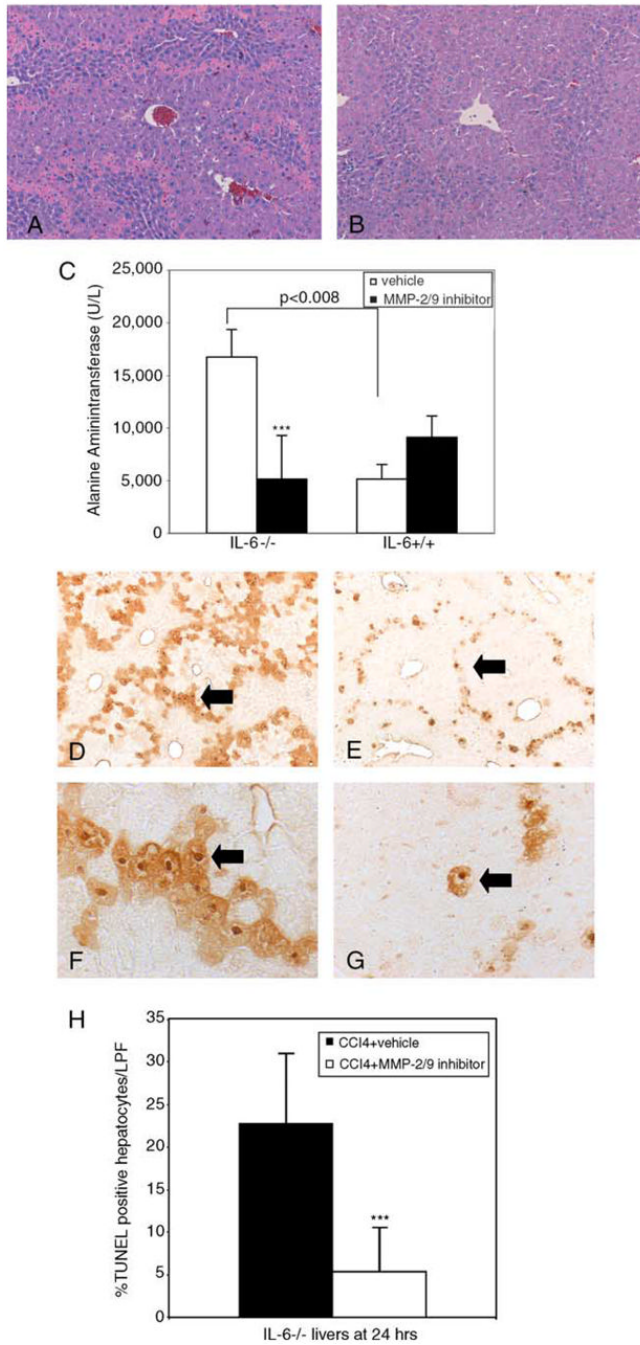 A
B
C
25,000
20,000
15,000
10,000
5,000
0
Alanine Aminintransferase (U/L)
vehicle
MMP-2/9 inhibitor
p<0.008
***
IL-6-/-
IL-6+/+
D
E
F
G
H
35
30
25
20
15
10
5
0
%TUNEL positive hepatocytes/LPF
CCl4+vehicle
CCl4+MMP-2/9 inhibitor
***
IL-6-/- livers at 24 hrs